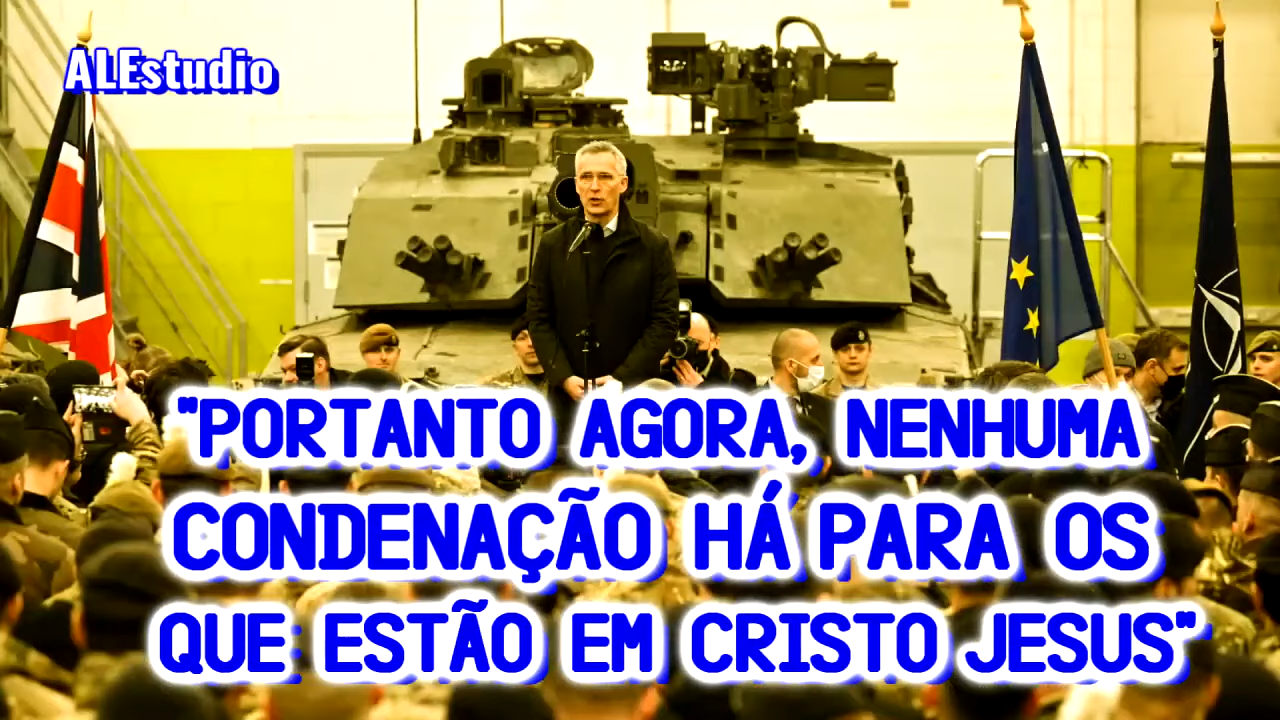 ALEstudio
"PORTANTO AGORA, NENHUMA
CONDENAÇÃO HÁ PARA OS
QUE ESTÃO EM CRISTO JESUS"